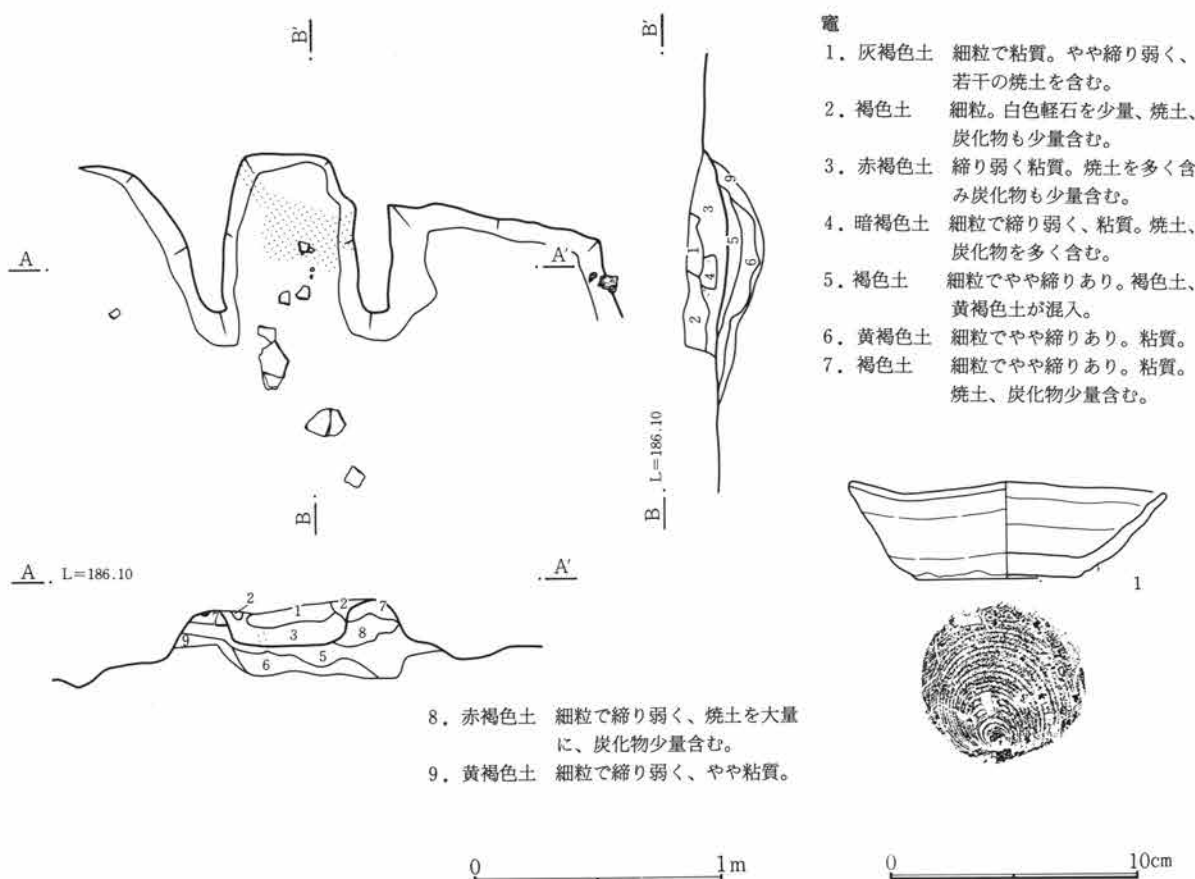 B'
B'
A
A'
B
B
L=186.10
1
2
3
4
5
6
9
竈
1．灰褐色土　細粒で粘質。やや締り弱く、
若干の焼土を含む。
2．褐色土　細粒。白色軽石を少量、焼土、
炭化物も少量含む。
3．赤褐色土　締り弱く粘質。焼土を多く含
み炭化物も少量含む。
4．暗褐色土　細粒で締り弱く、粘質。焼土、
炭化物を多く含む。
5．褐色土　細粒でやや締りあり。褐色土、
黄褐色土が混入。
6．黄褐色土　細粒でやや締りあり。粘質。
7．褐色土　細粒でやや締りあり。粘質。
焼土、炭化物少量含む。
A L=186.10
A'
2
1
2
7
3
8
9
5
6
8．赤褐色土　細粒で締り弱く、焼土を大量
に、炭化物少量含む。
9．黄褐色土　細粒で締り弱く、やや粘質。
1
0 1m
0 10cm